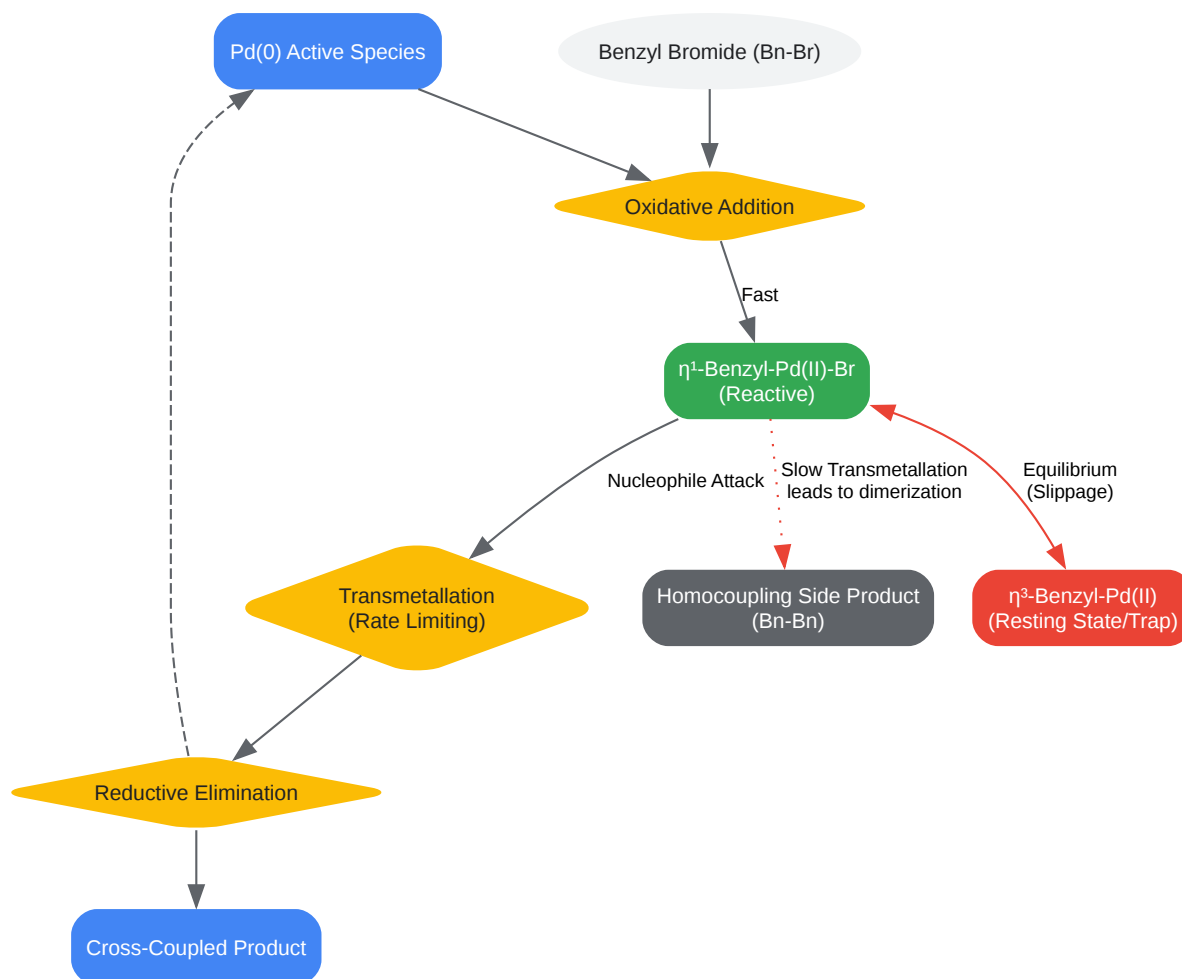 Pd(0) Active Species
Benzyl Bromide (Bn-Br)
Oxidative Addition
Fast
η¹-Benzyl-Pd(II)-Br
(Reactive)
Nucleophile Attack
Slow Transmetallation
leads to dimerization
Equilibrium
(Slippage)
Transmetallation
(Rate Limiting)
Homocoupling Side Product
(Bn-Bn)
η³-Benzyl-Pd(II)
(Resting State/Trap)
Reductive Elimination
Cross-Coupled Product